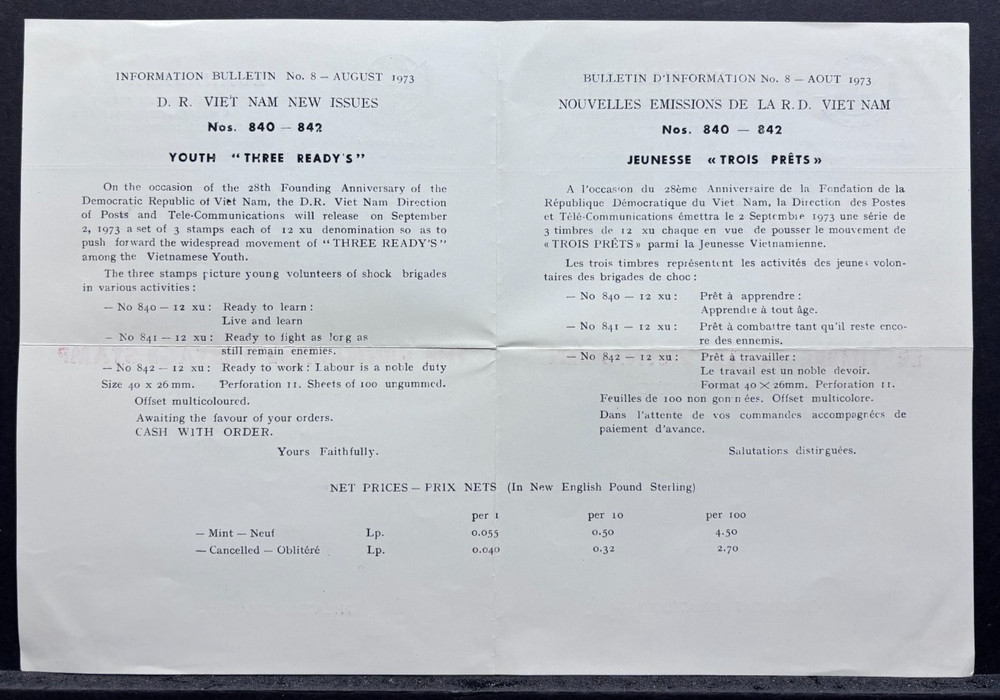 INFORMATION BULLETIN No. 8 – AUGUST 1973
D. R. VIET NAM NEW ISSUES
Nos. 840 — 842
YOUTH “THREE READY'S”
On the occasion of the 28th Founding Anniversary of the
Democratic Republic of Viet Nam, the D.R. Viet Nam Direction
of Posts and Tele-Communications will release on September
2, 1973 a set of 3 stamps each of 12 xu denomination so as to
push forward the widespread movement of “THREE READY'S”
among the Vietnamese Youth.
The three stamps picture young volunteers of shock brigades
in various activities :
— No 840 — 12 xu : Ready to learn :
Live and learn
— No 841 — 12 xu : Ready to fight as long as
still remain enemies.
— No 842 — 12 xu : Ready to work : Labour is a noble duty
Size 40 x 26 mm. Perforation 11. Sheets of 100 ungummed.
Offset multicoloured.
Awaiting the favour of your orders.
CASH WITH ORDER.
Yours Faithfully.
BULLETIN D'INFORMATION No. 8 – AOUT 1973
NOUVELLES EMISSIONS DE LA R. D. VIET NAM
Nos. 840 — 842
JEUNESSE «TROIS PRÊTS»
A l'occasion du 28ème Anniversaire de la Fondation de la
République Démocratique du Viet Nam, la Direction des Postes
et Télé-Communications émettra le 2 Septembre 1973 une série de
3 timbres de 12 xu chaque en vue de pousser le mouvement de
«TROIS PRÊTS» parmi la Jeunesse Vietnamienne.
Les trois timbres représentent les activités des jeunes volon-
taires des brigades de choc :
— No 840 — 12 xu : Prêt à apprendre :
Apprendre à tout âge.
— No 841 — 12 xu : Prêt à combattre tant qu'il reste enco-
re des ennemis.
— No 842 — 12 xu : Prêt à travailler :
Le travail est un noble devoir.
Format 40 × 26mm. Perforation 11.
Feuilles de 100 non gommées. Offset multicolore.
Dans l'attente de vos commandes accompagrées de
paiement d'avance.
Salutations distinguées.
NET PRICES – PRIX NETS (In New English Pound Sterling)
per 1 per 10 per 100
— Mint — Neuf Lp. 0.055 0.50 4.50
— Cancelled — Oblitéré Lp. 0.040 0.32 2.70